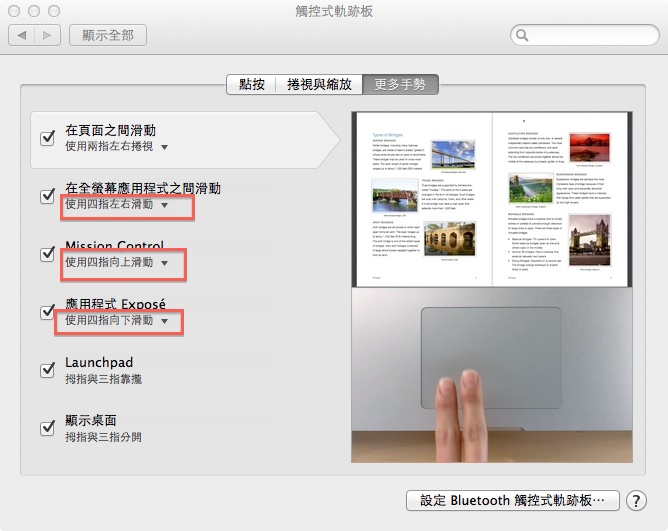 觸控式軌跡板
顯示全部
點按
捲視與縮放
更多手勢
在頁面之間滑動
使用兩指左右捲視
在全螢幕應用程式之間滑動
使用四指左右滑動
Mission Control
使用四指向上滑動
應用程式 Exposé
使用四指向下滑動
Launchpad
拇指與三指靠攏
顯示桌面
拇指與三指分開
Types of Bridges
設定 Bluetooth 觸控式軌跡板…
?